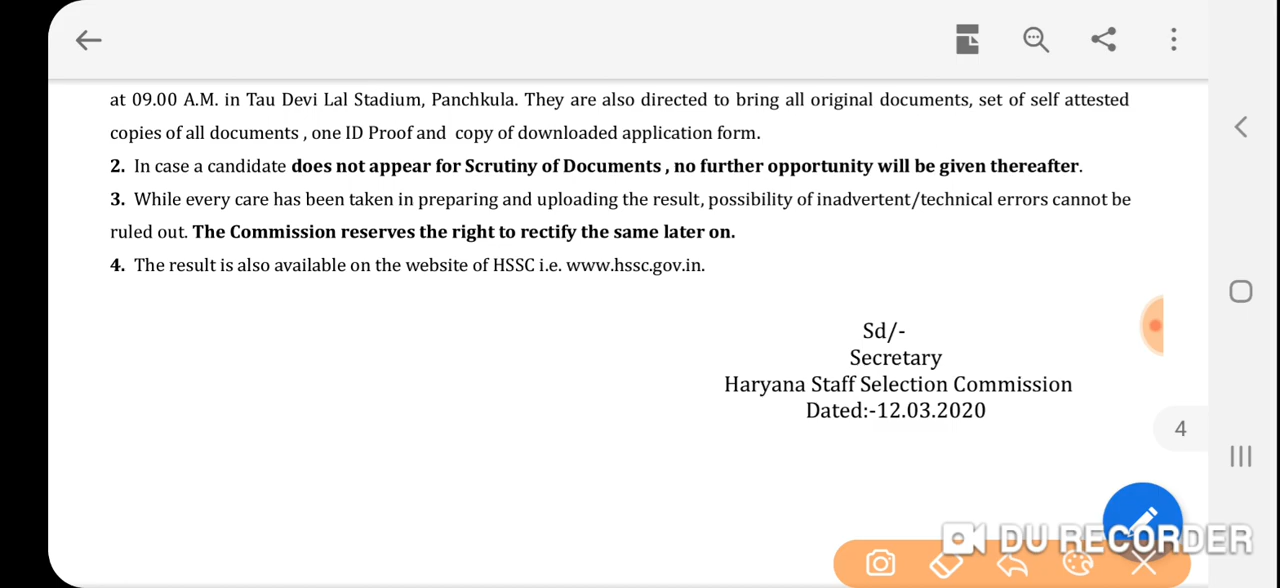 at 09.00 A.M. in Tau Devi Lal Stadium, Panchkula. They are also directed to bring all original documents, set of self attested
copies of all documents , one ID Proof and copy of downloaded application form.
2. In case a candidate does not appear for Scrutiny of Documents , no further opportunity will be given thereafter.
3. While every care has been taken in preparing and uploading the result, possibility of inadvertent/technical errors cannot be
ruled out. The Commission reserves the right to rectify the same later on.
4. The result is also available on the website of HSSC i.e. www.hssc.gov.in.
Sd/-
Secretary
Haryana Staff Selection Commission
Dated:-12.03.2020
4
DU RECORDER